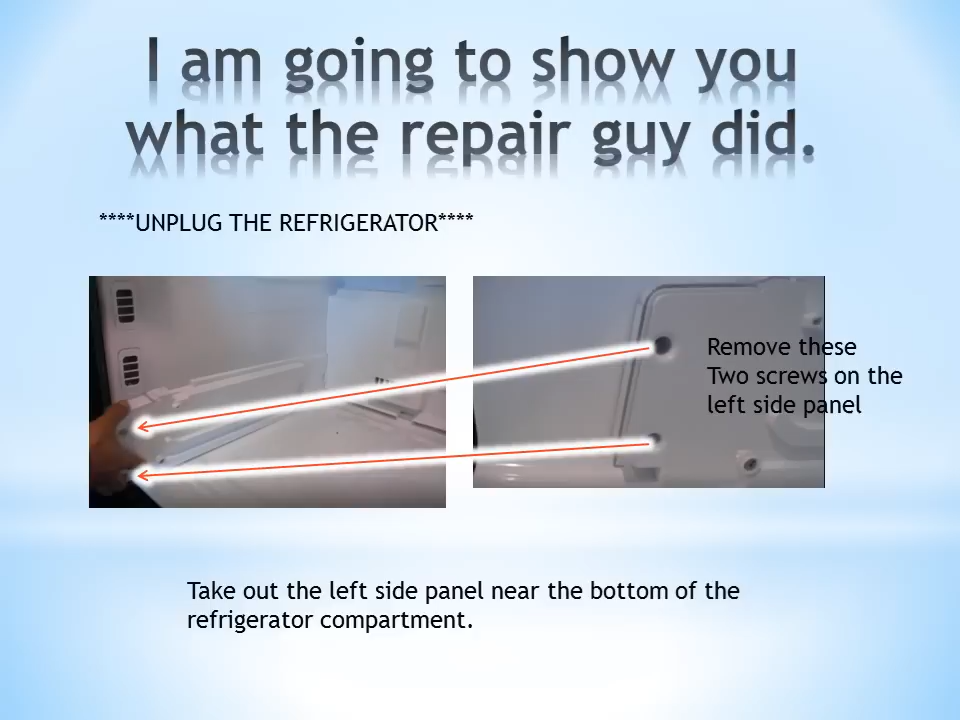 I am going to show you
what the repair guy did.
****UNPLUG THE REFRIGERATOR****
Remove these
Two screws on the
left side panel
Take out the left side panel near the bottom of the
refrigerator compartment.